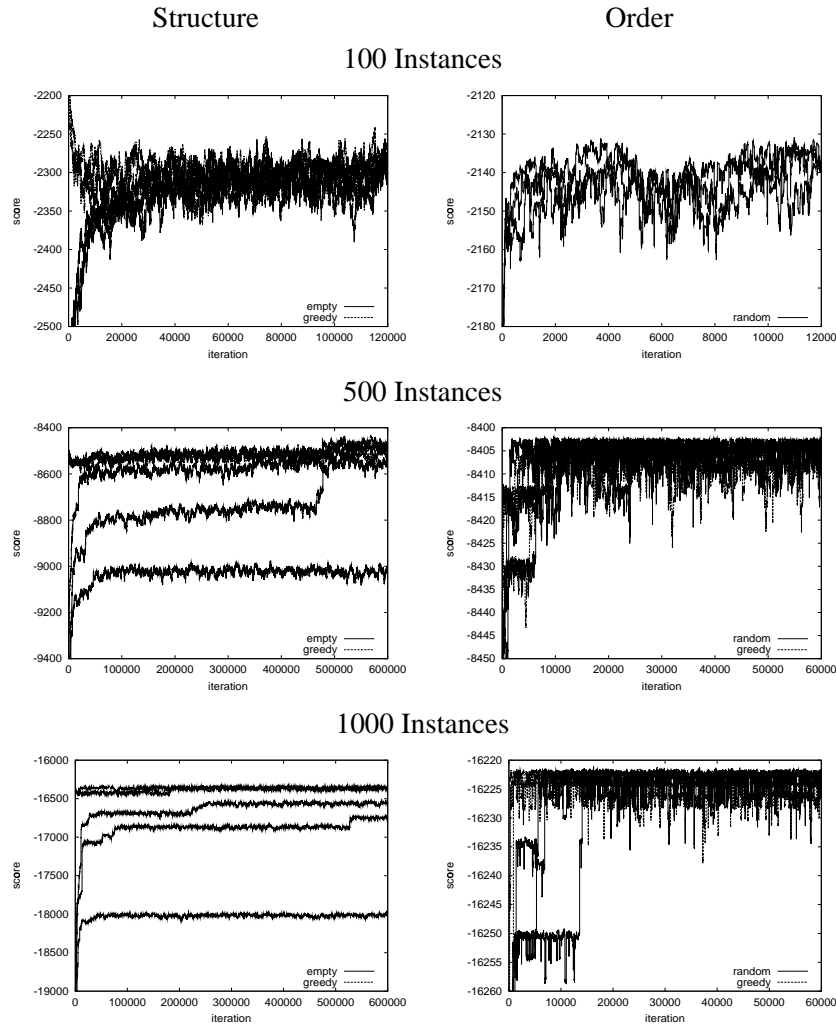 Structure Order
100 Instances
-2200
-2250
-2300
-2350
-2400
-2450
-2500
score
0 20000 40000 60000 80000 100000 120000
iteration
empty
greedy
-2120
-2130
-2140
-2150
-2160
-2170
-2180
score
0 2000 4000 6000 8000 10000 12000
iteration
random
500 Instances
-8400
-8600
-8800
-9000
-9200
-9400
score
0 100000 200000 300000 400000 500000 600000
iteration
empty
greedy
-8400
-8405
-8410
-8415
-8420
-8425
-8430
-8435
-8440
-8445
-8450
score
0 10000 20000 30000 40000 50000 60000
iteration
random
greedy
1000 Instances
-16000
-16500
-17000
-17500
-18000
-18500
-19000
score
0 100000 200000 300000 400000 500000 600000
iteration
empty
greedy
-16220
-16225
-16230
-16235
-16240
-16245
-16250
-16255
-16260
score
0 10000 20000 30000 40000 50000 60000
iteration
random
greedy